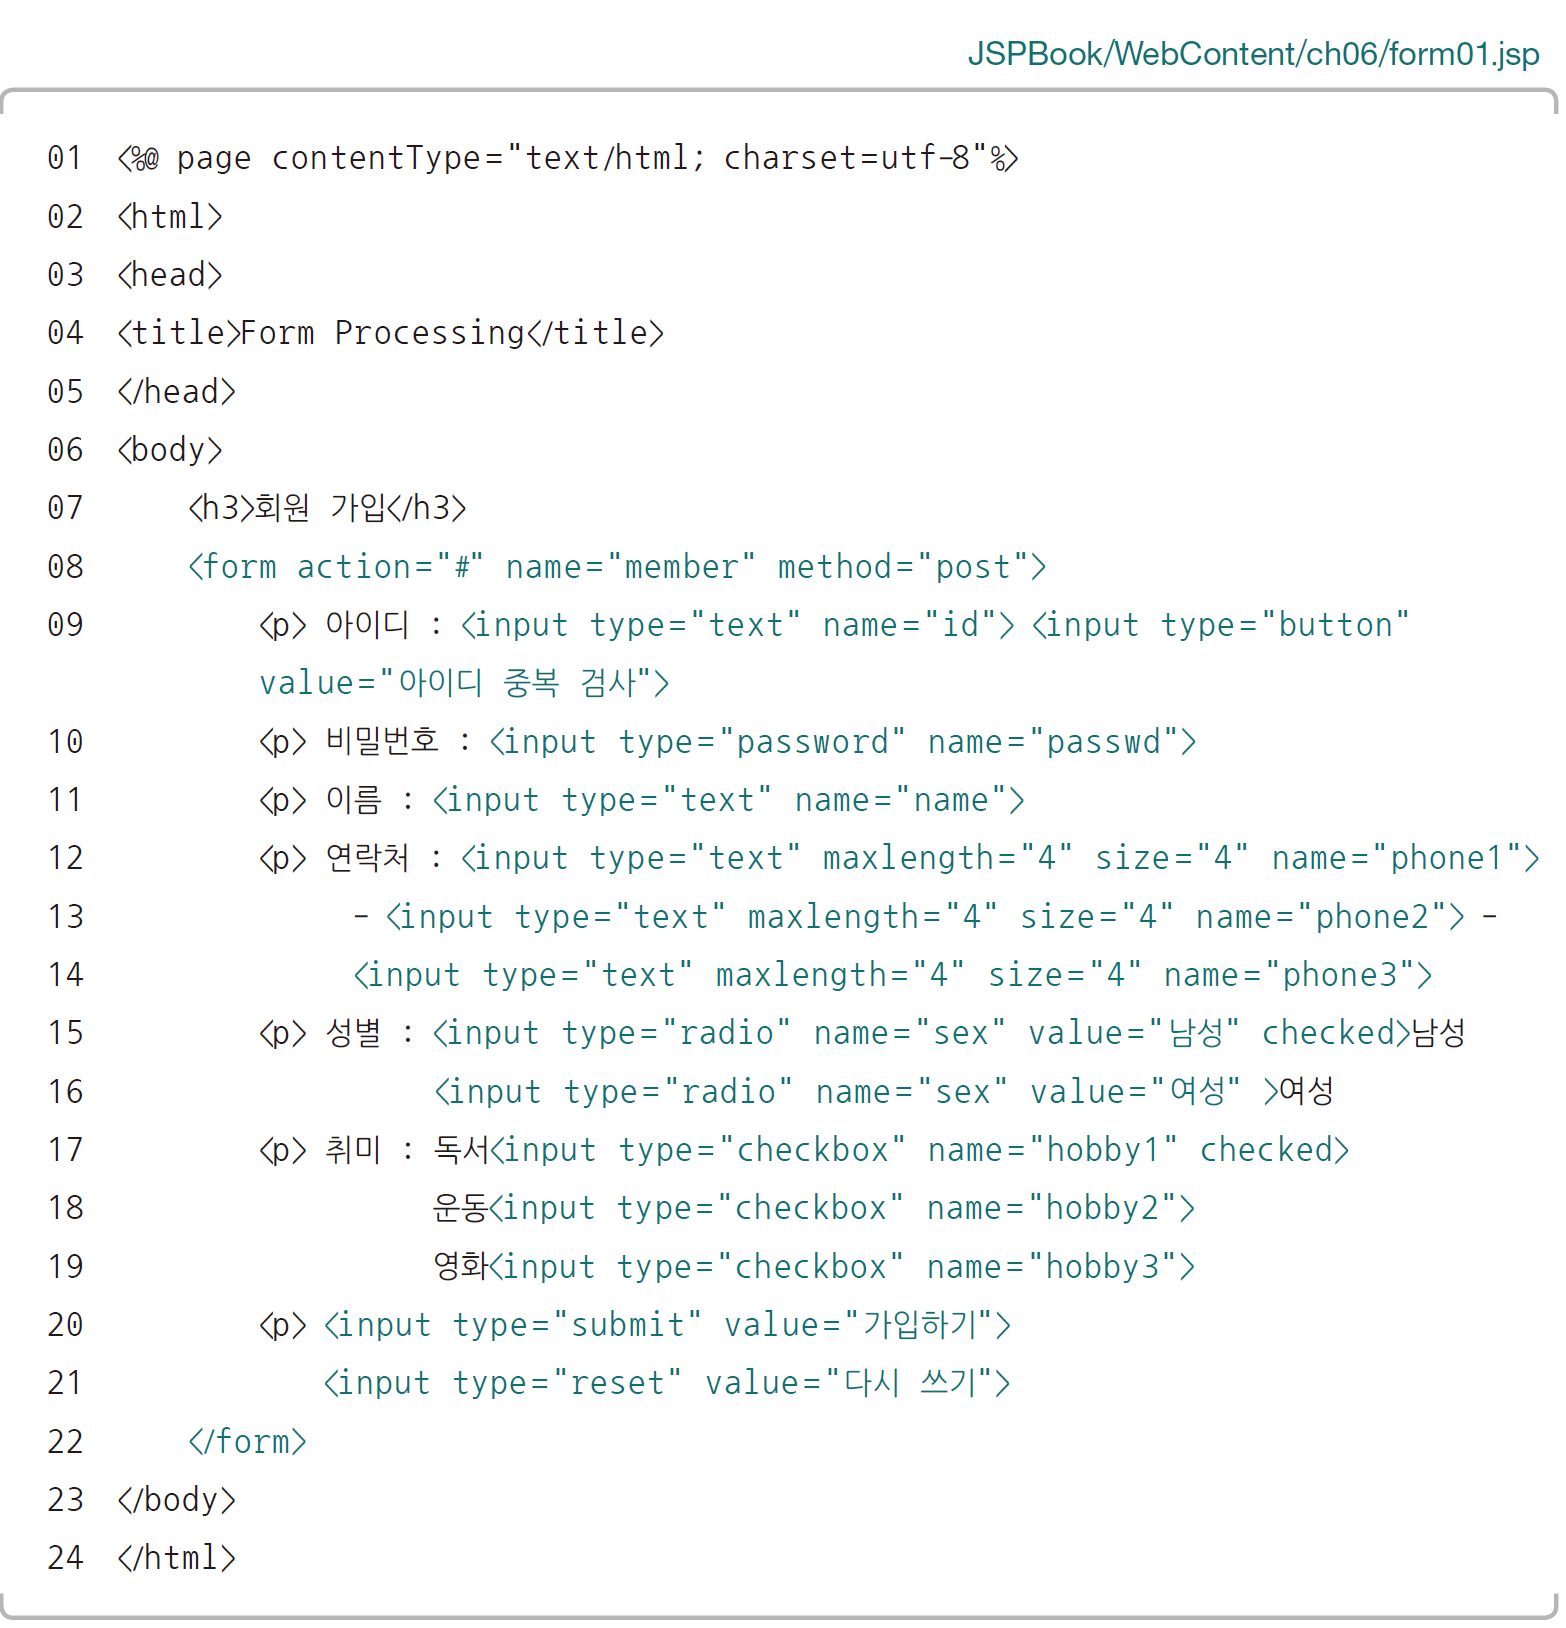 JSPBook/WebContent/ch06/form01.jsp
01 <%@ page contentType="text/html; charset=utf-8"%>
02 <html>
03 <head>
04 <title>Form Processing</title>
05 </head>
06 <body>
07 <h3>회원 가입</h3>
08 <form action="#" name="member" method="post">
09 <p> 아이디 : <input type="text" name="id"> <input type="button"
value="아이디 중복 검사">
10 <p> 비밀번호 : <input type="password" name="passwd">
11 <p> 이름 : <input type="text" name="name">
12 <p> 연락처 : <input type="text" maxlength="4" size="4" name="phone1">
13 - <input type="text" maxlength="4" size="4" name="phone2"> -
14 <input type="text" maxlength="4" size="4" name="phone3">
15 <p> 성별 : <input type="radio" name="sex" value="남성" checked>남성
16 <input type="radio" name="sex" value="여성" >여성
17 <p> 취미 : 독서<input type="checkbox" name="hobby1" checked>
18 운동<input type="checkbox" name="hobby2">
19 영화<input type="checkbox" name="hobby3">
20 <p> <input type="submit" value="가입하기">
21 <input type="reset" value="다시 쓰기">
22 </form>
23 </body>
24 </html>